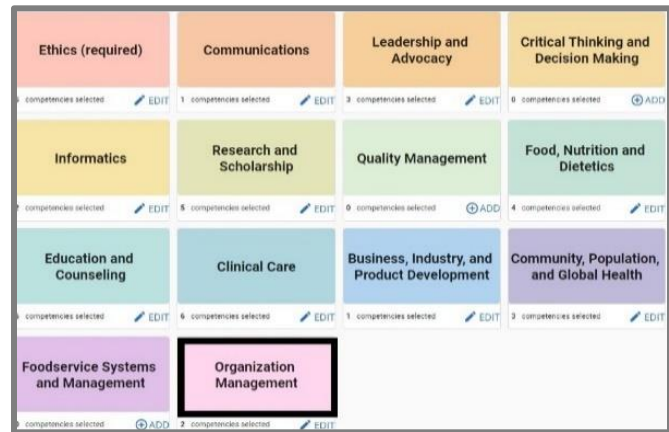 Ethics (required)
Communications
Leadership and
Advocacy
Critical Thinking and
Decision Making
competencies selected EDIT
1 competencies selected EDIT
3 competencies selected EDIT
0 competencies selected ADD
Informatics
Research and
Scholarship
Quality Management
Food, Nutrition and
Dietetics
competencies selected EDIT
5 competencies selected EDIT
0 competencies selected ADD
4 competencies selected EDIT
Education and
Counseling
Clinical Care
Business, Industry, and
Product Development
Community, Population,
and Global Health
competencies selected EDIT
6 competencies selected EDIT
1 competencies selected EDIT
3 competencies selected EDIT
Foodservice Systems
and Management
Organization
Management
competencies selected ADD
2 competencies selected EDIT